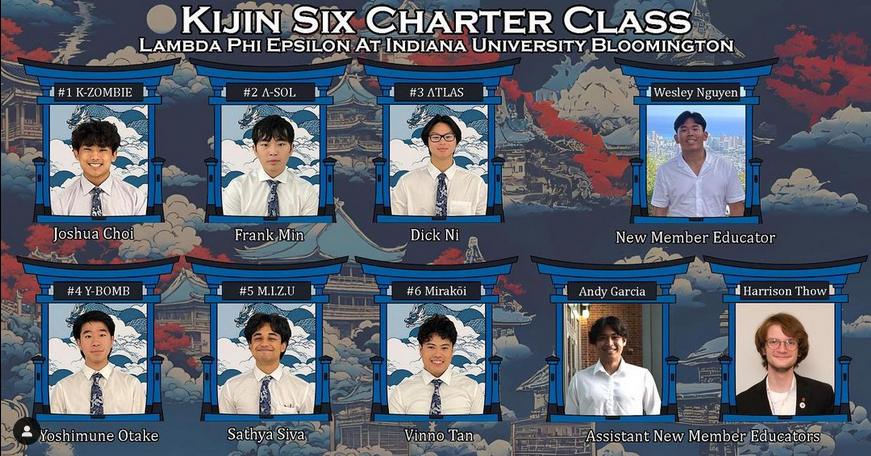 KIJIN SIX CHARTER CLASS
LAMBDA PHI EPSILON AT INDIANA UNIVERSITY BLOOMINGTON
#1 K-ZOMBIE
#2 Λ-SOL
#3 ΛTLAS
Wesley Nguyen
Joshua Choi
Frank Min
Dick Ni
New Member Educator
#4 Y-BOMB
#5 M.I.Z.U
#6 Mirakōi
Andy Garcia
Harrison Thow
Yoshimune Otake
Sathya Siva
Vinno Tan
Assistant New Member Educators